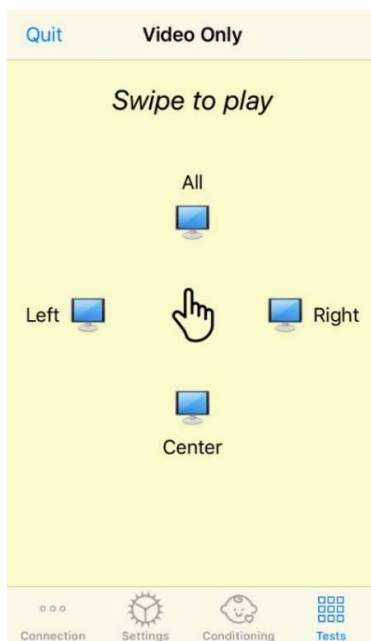 Quit Video Only
Swipe to play
All
Left Right
Center
Connection Settings Conditioning Tests